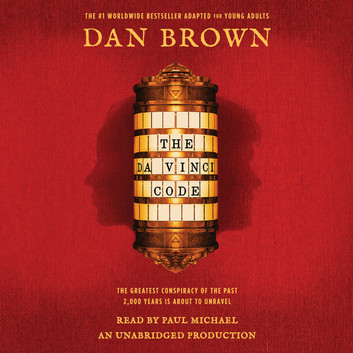 THE #1 WORLDWIDE BESTSELLER ADAPTED FOR YOUNG ADULTS
DAN BROWN
THE
DA VINCI
CODE
THE GREATEST CONSPIRACY OF THE PAST
2,000 YEARS IS ABOUT TO UNRAVEL
READ BY PAUL MICHAEL
AN UNABRIDGED PRODUCTION